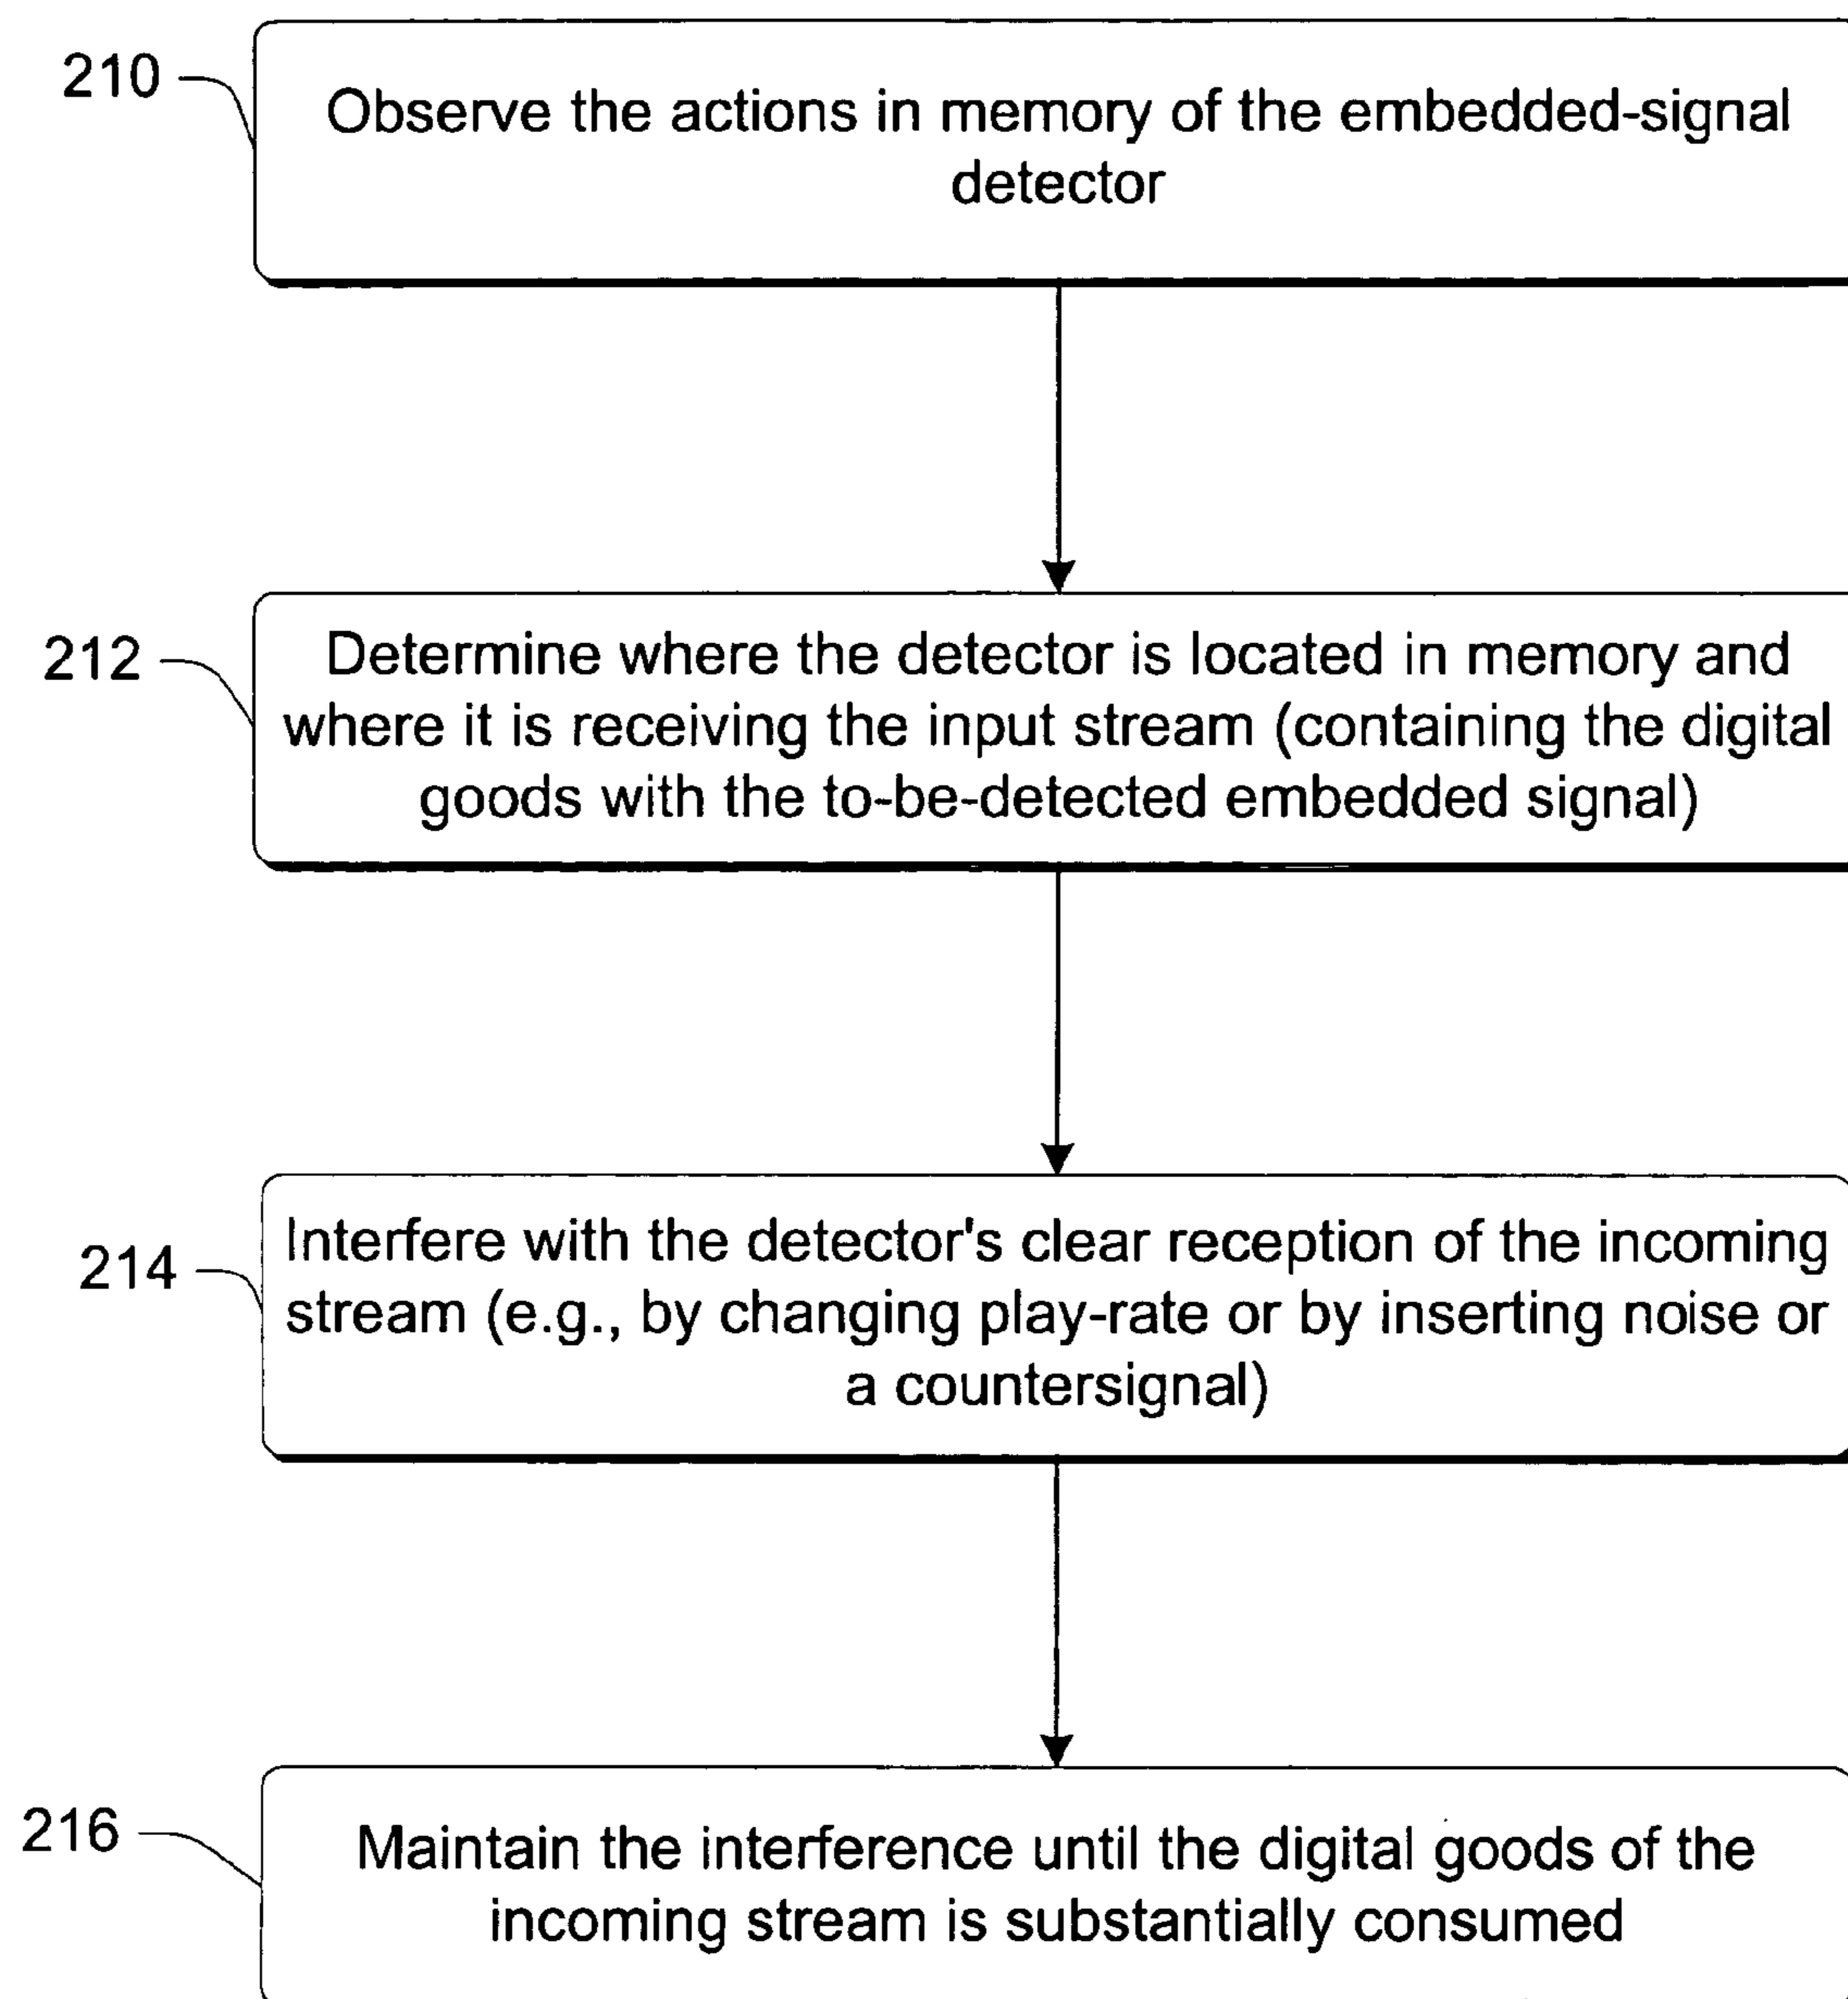 210
Observe the actions in memory of the embedded-signal
detector
212
Determine where the detector is located in memory and
where it is receiving the input stream (containing the digital
goods with the to-be-detected embedded signal)
214
Interfere with the detector's clear reception of the incoming
stream (e.g., by changing play-rate or by inserting noise or
a countersignal)
216
Maintain the interference until the digital goods of the
incoming stream is substantially consumed